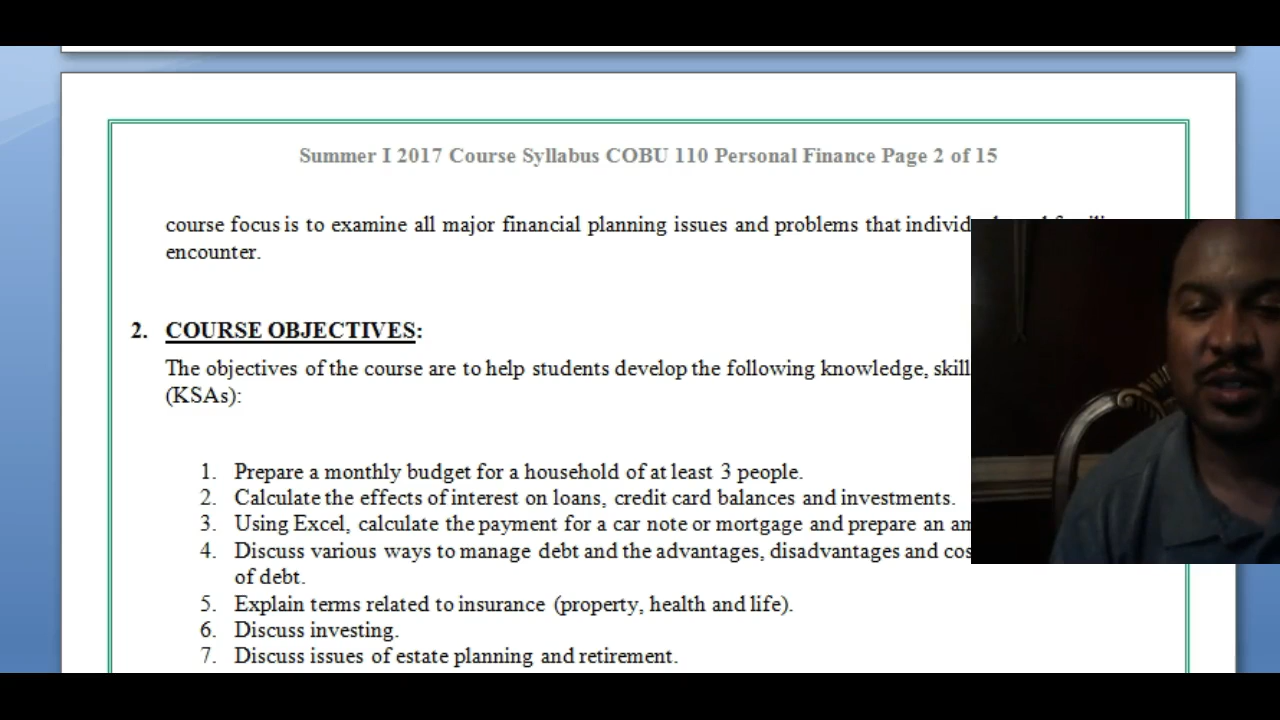 Summer I 2017 Course Syllabus COBU 110 Personal Finance Page 2 of 15
course focus is to examine all major financial planning issues and problems that
encounter.
2. COURSE OBJECTIVES:
The objectives of the course are to help students develop the following knowledge,
(KSAs):
1. Prepare a monthly budget for a household of at least 3 people.
2. Calculate the effects of interest on loans, credit card balances and investments.
3. Using Excel, calculate the payment for a car note or mortgage and prepare an
4. Discuss various ways to manage debt and the advantages, disadvantages and
of debt.
5. Explain terms related to insurance (property, health and life).
6. Discuss investing.
7. Discuss issues of estate planning and retirement.